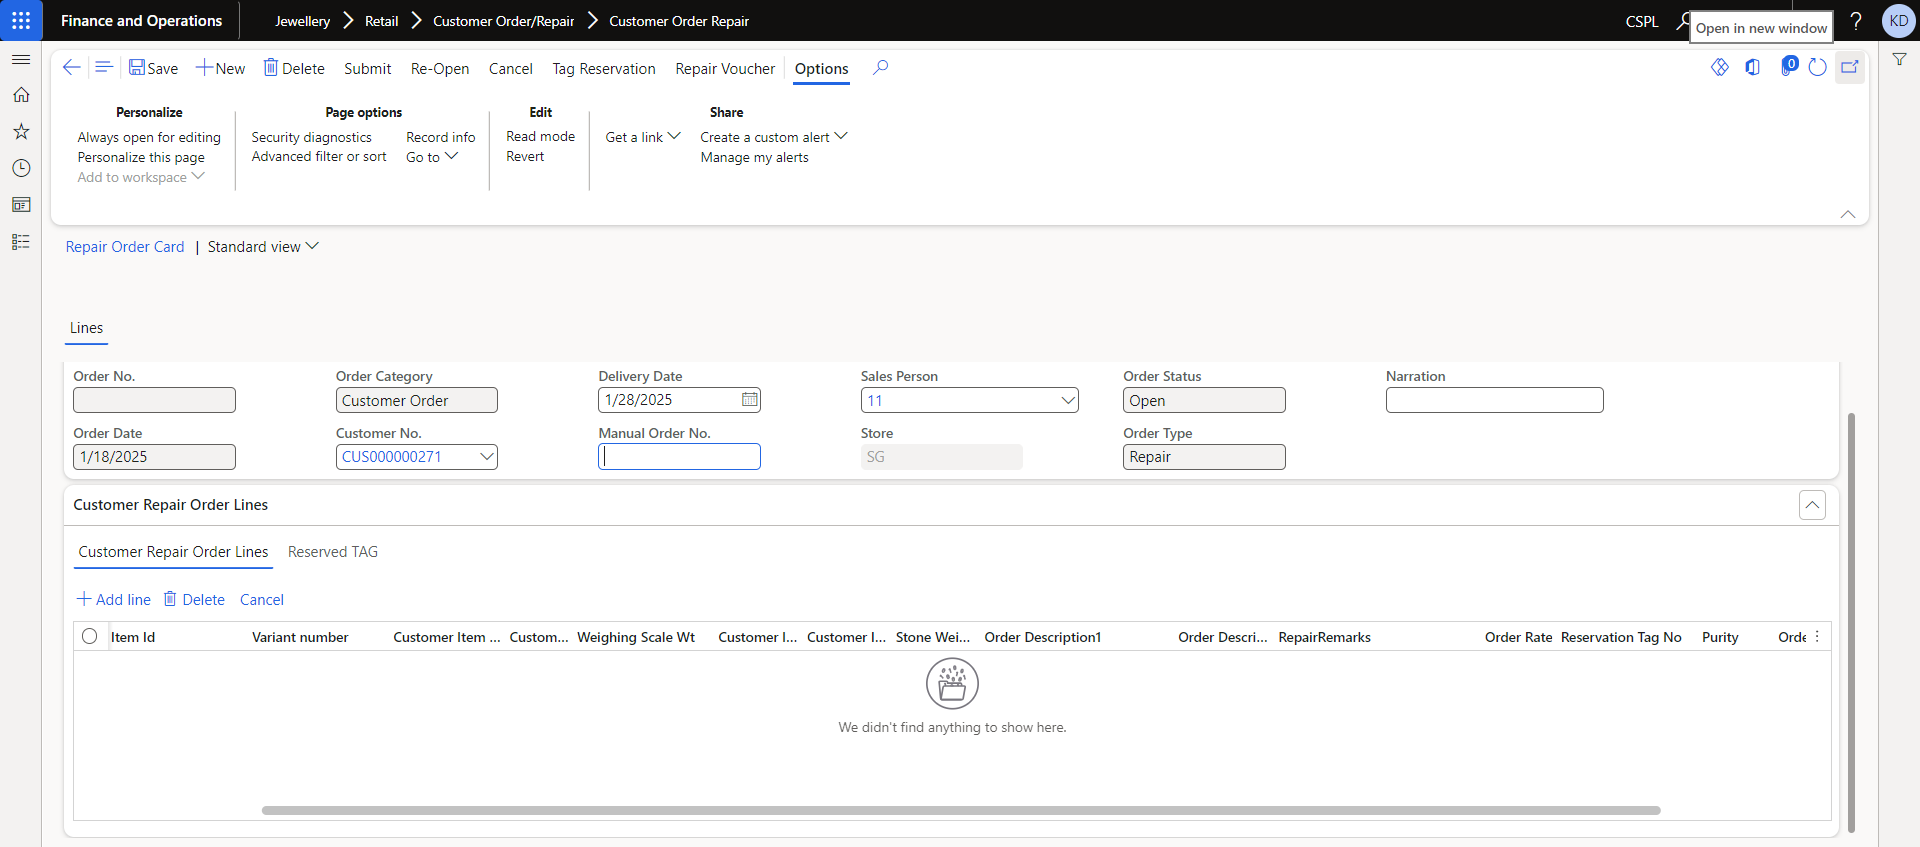 Finance and Operations
Jewellery Retail Customer Order/Repair Customer Order Repair
CSPL
Open in new window
? KD
Save New Delete Submit Re-Open Cancel Tag Reservation Repair Voucher Options
0
Personalize
Always open for editing
Personalize this page
Add to workspace
Page options
Security diagnostics Record info
Advanced filter or sort Go to
Edit
Read mode
Revert
Share
Get a link Create a custom alert
Manage my alerts
Repair Order Card | Standard view
Lines
Order No. Order Category Delivery Date Sales Person Order Status Narration
Customer Order 1/28/2025 11 Open
Order Date Customer No. Manual Order No. Store Order Type
1/18/2025 CUS000000271 SG Repair
Customer Repair Order Lines
Customer Repair Order Lines Reserved TAG
Add line Delete Cancel
Item Id Variant number Customer Item ... Custom... Weighing Scale Wt Customer I... Customer I... Stone Wei... Order Description1 Order Descri... RepairRemarks Order Rate Reservation Tag No Purity Orde
We didn't find anything to show here.